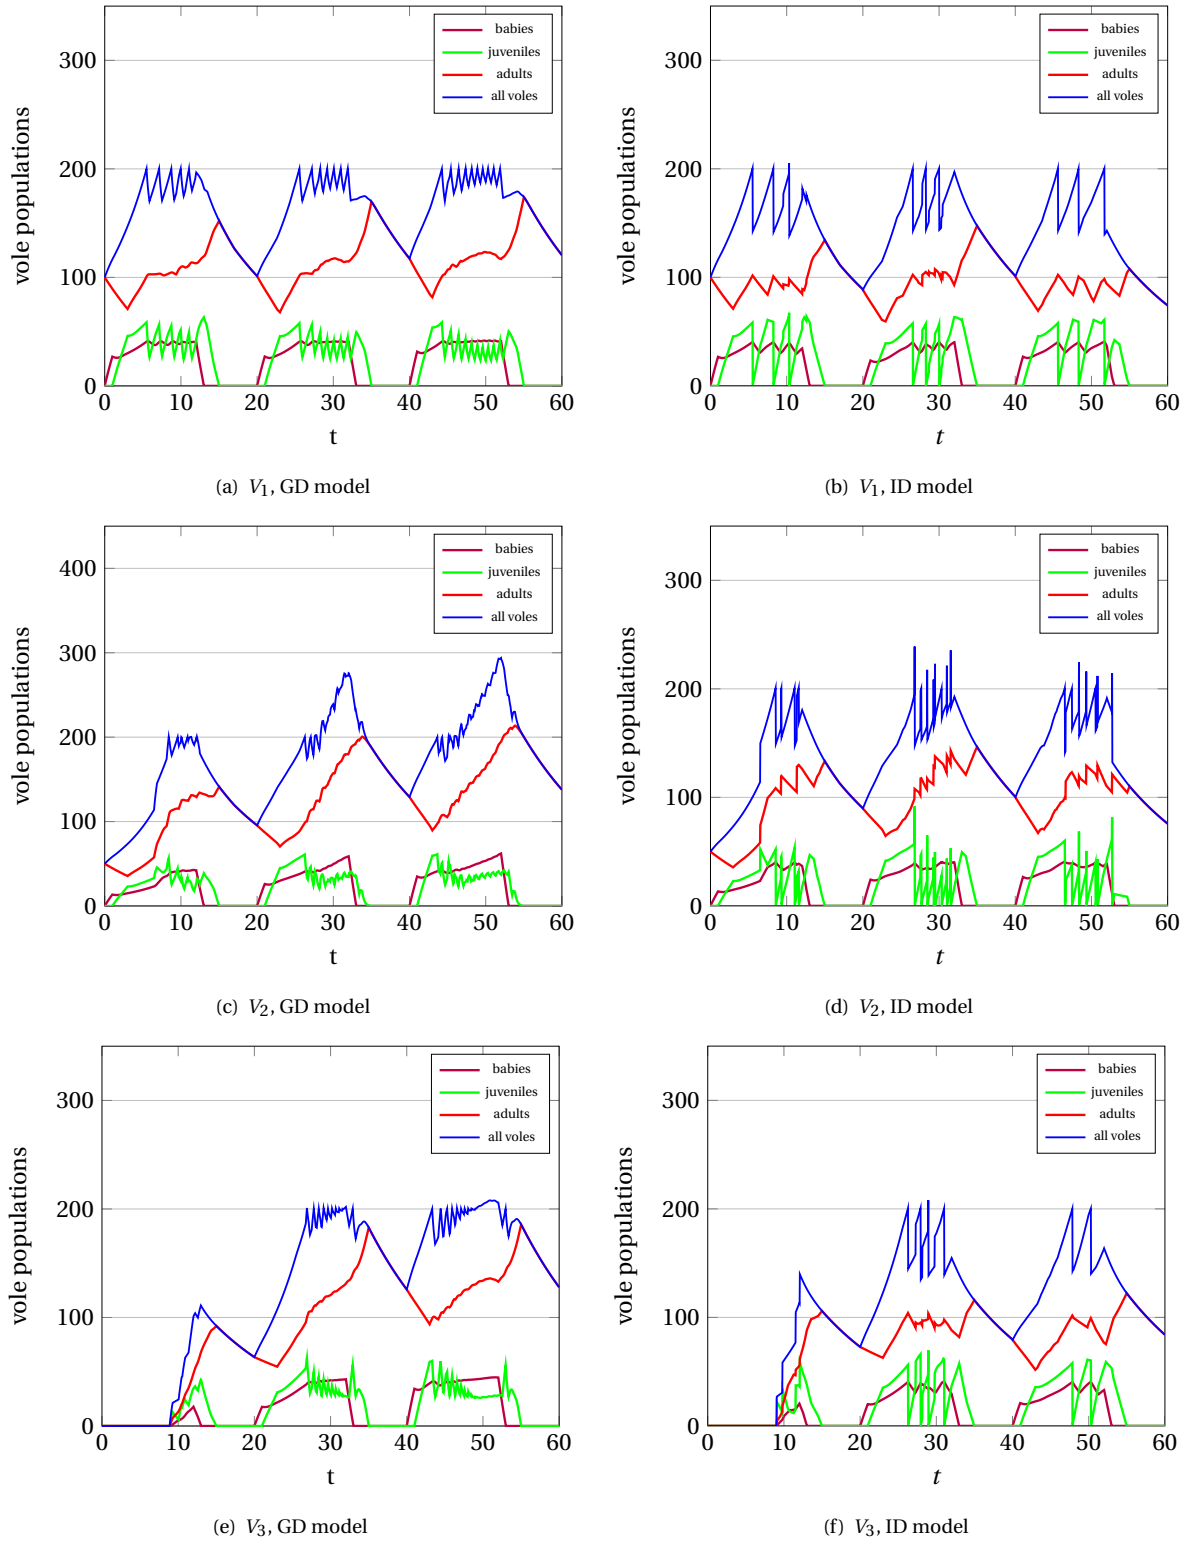 babies
juveniles
adults
all voles
vole populations
300
200
100
0
0 10 20 30 40 50 60
t
(a) V1, GD model
babies
juveniles
adults
all voles
vole populations
300
200
100
0
0 10 20 30 40 50 60
t
(b) V1, ID model
babies
juveniles
adults
all voles
vole populations
400
300
200
100
0
0 10 20 30 40 50 60
t
(c) V2, GD model
babies
juveniles
adults
all voles
vole populations
300
200
100
0
0 10 20 30 40 50 60
t
(d) V2, ID model
babies
juveniles
adults
all voles
vole populations
300
200
100
0
0 10 20 30 40 50 60
t
(e) V3, GD model
babies
juveniles
adults
all voles
vole populations
300
200
100
0
0 10 20 30 40 50 60
t
(f) V3, ID model